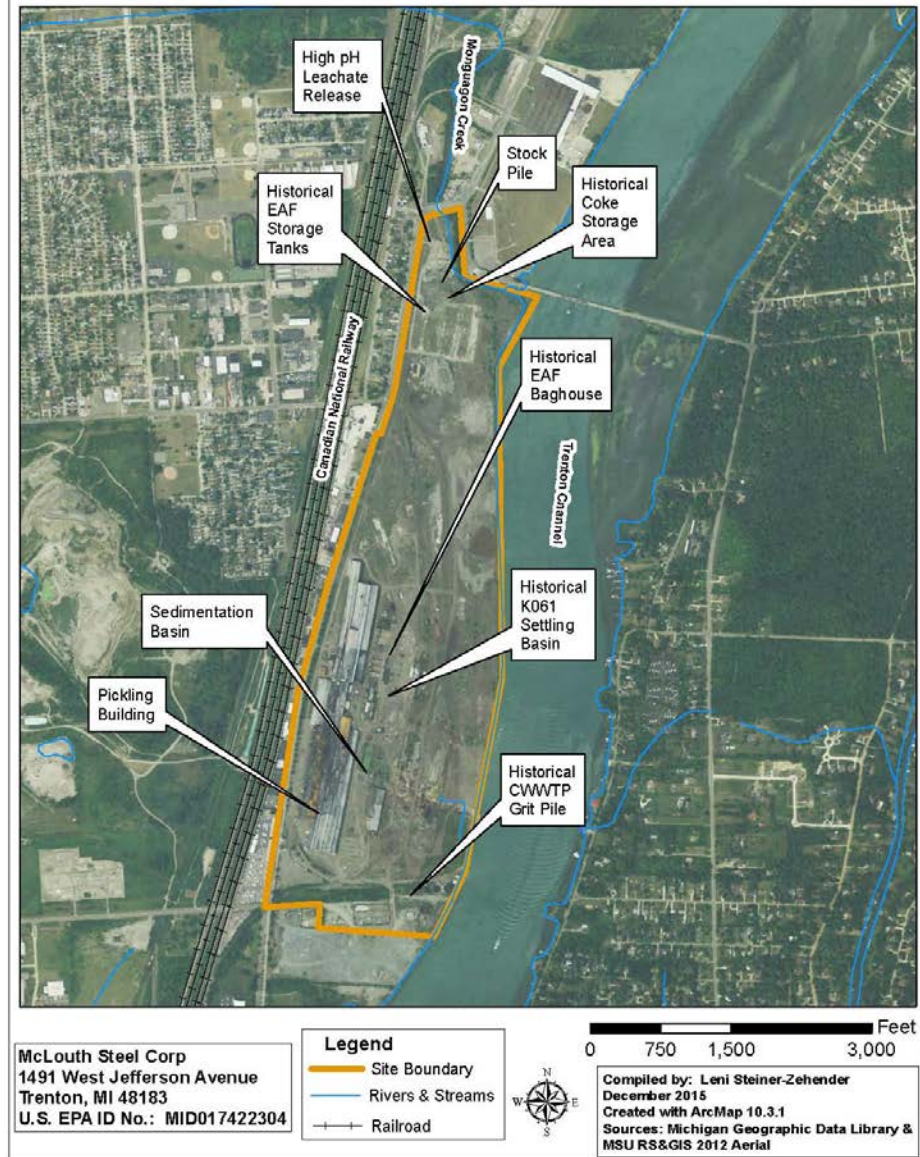 High pH
Leachate
Release
Monguagon Creek
Stock
Pile
Historical
EAF
Storage
Tanks
Historical
Coke
Storage
Area
Canadian National Railway
Historical
EAF
Baghouse
Trenton Channel
Sedimentation
Basin
Historical
K061
Settling
Basin
Pickling
Building
Historical
CWWTP
Grit Pile
McLouth Steel Corp
1491 West Jefferson Avenue
Trenton, MI 48183
U.S. EPA ID No.: MID017422304
Legend
Site Boundary
Rivers & Streams
Railroad
N
W E
S
Feet
0 750 1,500 3,000
Compiled by: Leni Steiner-Zehender
December 2015
Created with ArcMap 10.3.1
Sources: Michigan Geographic Data Library &
MSU RS&GIS 2012 Aerial